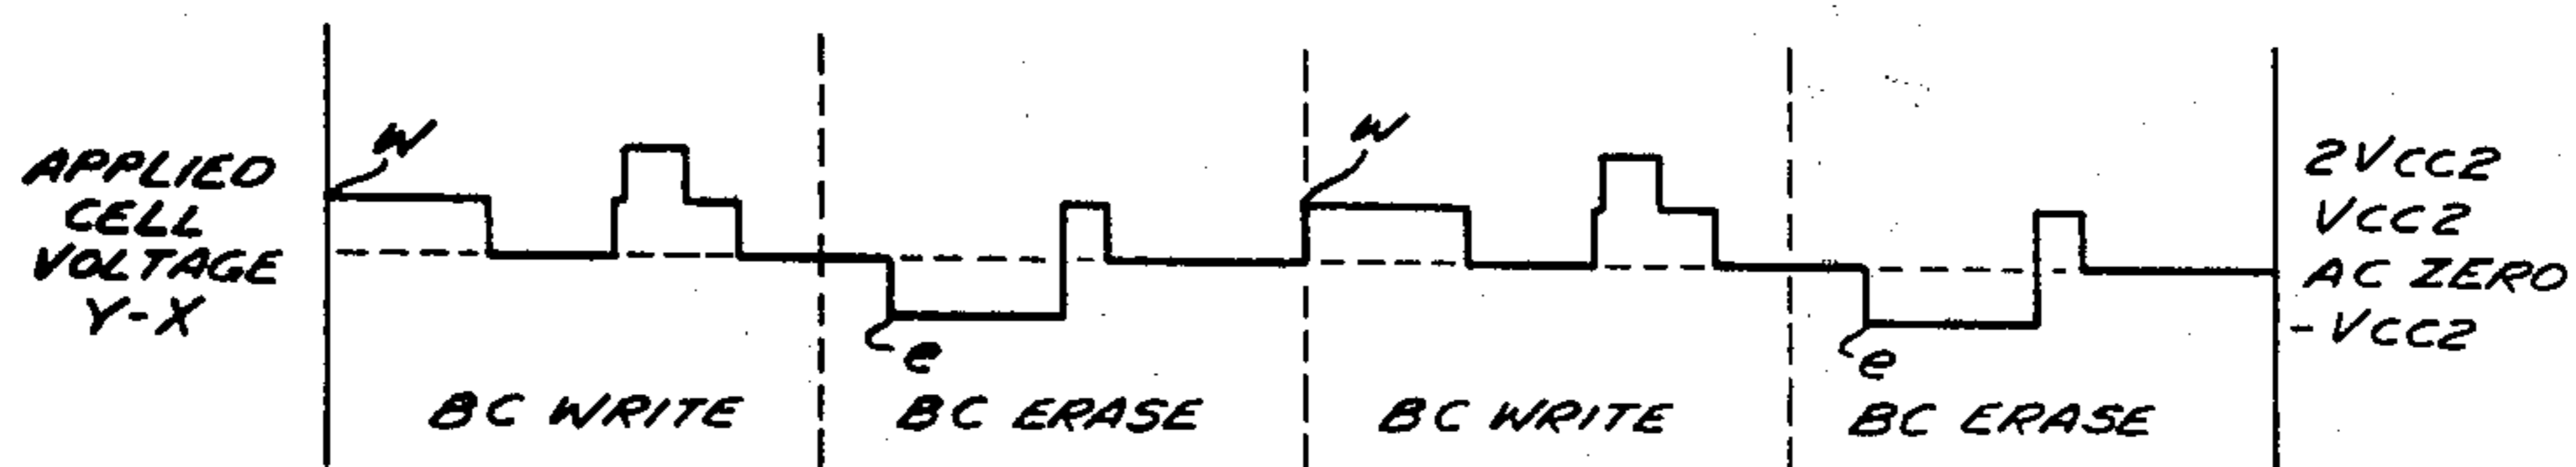 APPLIED
CELL
VOLTAGE
Y-X
W
e
W
e
BC WRITE
BC ERASE
BC WRITE
BC ERASE
2VCC2
VCC2
AC ZERO
-VCC2